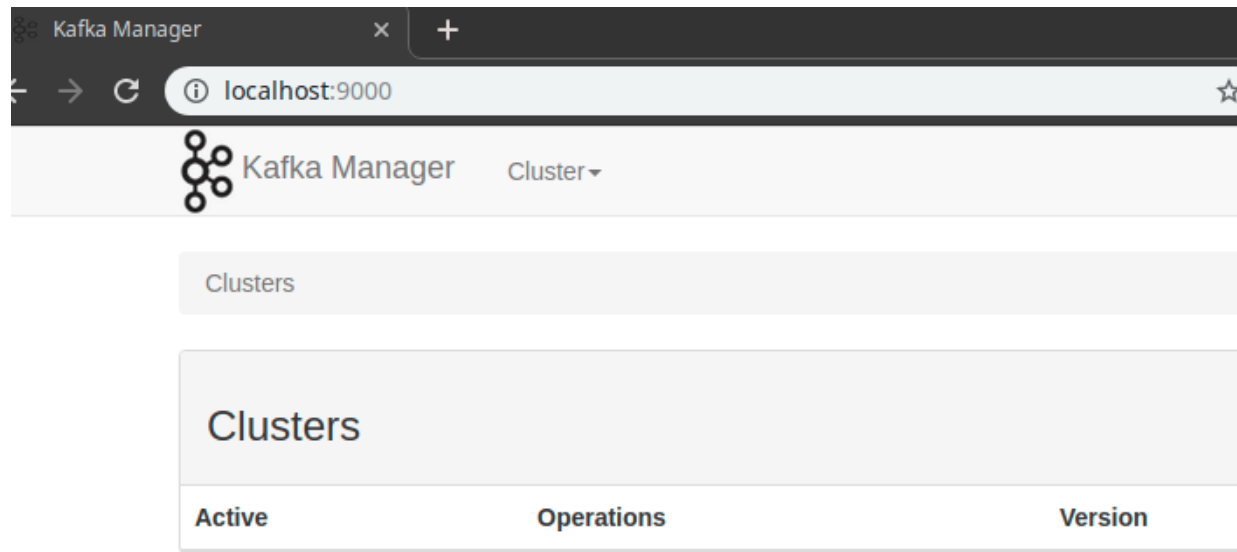 Kafka Manager
localhost:9000
Kafka Manager Cluster
Clusters
Clusters
Active Operations Version